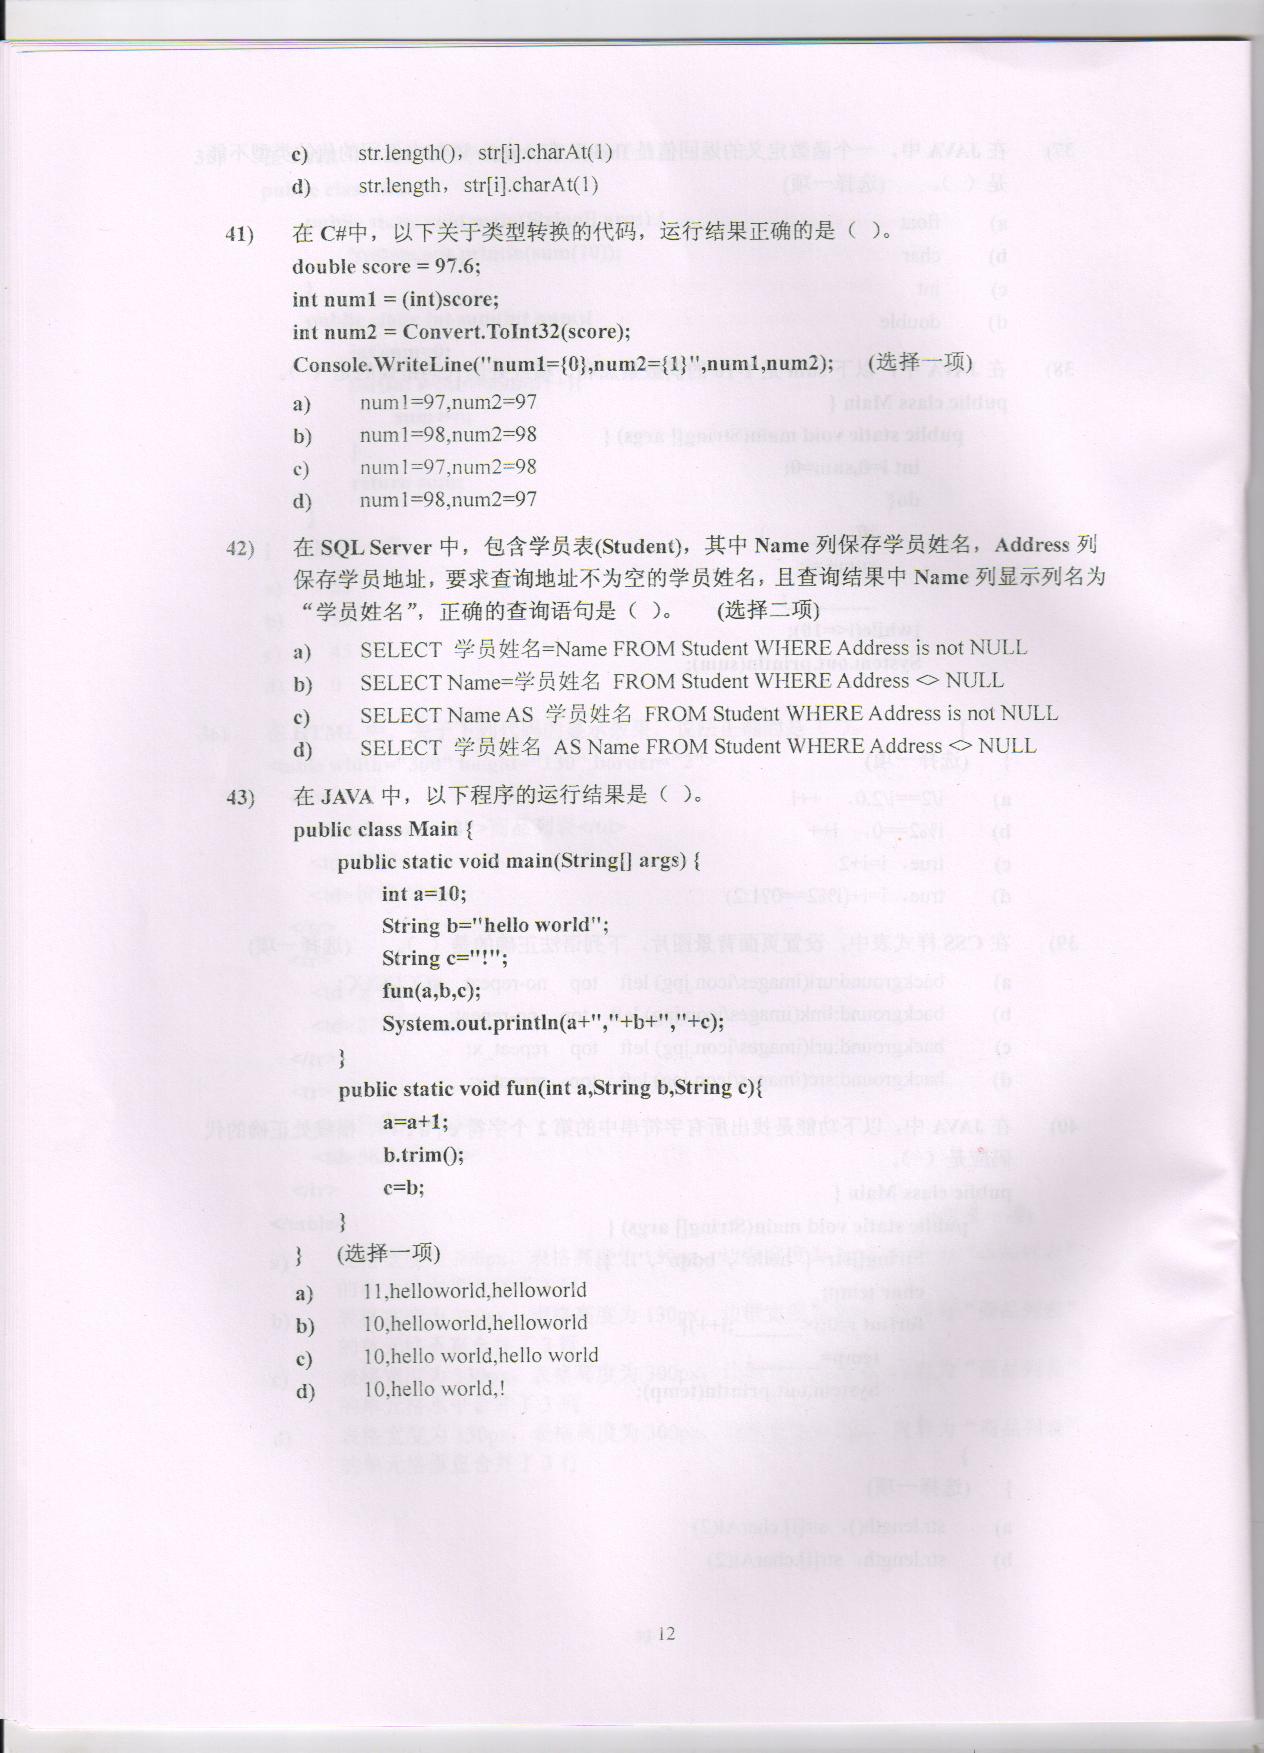 c) str.length(), str[i].charAt(1)
d) str.length, str[i].charAt(1)
41) 在 C#中，以下关于类型转换的代码，运行结果正确的是（ ）。
double score = 97.6;
int num1 = (int)score;
int num2 = Convert.ToInt32(score);
Console.WriteLine("num1={0},num2={1}",num1,num2); (选择一项)
a) num1=97,num2=97
b) num1=98,num2=98
c) num1=97,num2=98
d) num1=98,num2=97
42) 在 SQL Server 中，包含学员表(Student)，其中 Name 列保存学员姓名，Address 列
保存学员地址，要求查询地址不为空的学员姓名，且查询结果中 Name 列显示列名为
“学员姓名”，正确的查询语句是（ ）。 (选择二项)
a) SELECT 学员姓名=Name FROM Student WHERE Address is not NULL
b) SELECT Name=学员姓名 FROM Student WHERE Address <> NULL
c) SELECT Name AS 学员姓名 FROM Student WHERE Address is not NULL
d) SELECT 学员姓名 AS Name FROM Student WHERE Address <> NULL
43) 在 JAVA 中，以下程序的运行结果是（ ）。
public class Main {
public static void main(String[] args) {
int a=10;
String b="hello world";
String c="!";
fun(a,b,c);
System.out.println(a+","+b+","+c);
}
public static void fun(int a,String b,String c){
a=a+1;
b.trim();
c=b;
}
} (选择一项)
a) 11,helloworld,helloworld
b) 10,helloworld,helloworld
c) 10,hello world,hello world
d) 10,hello world,!
12